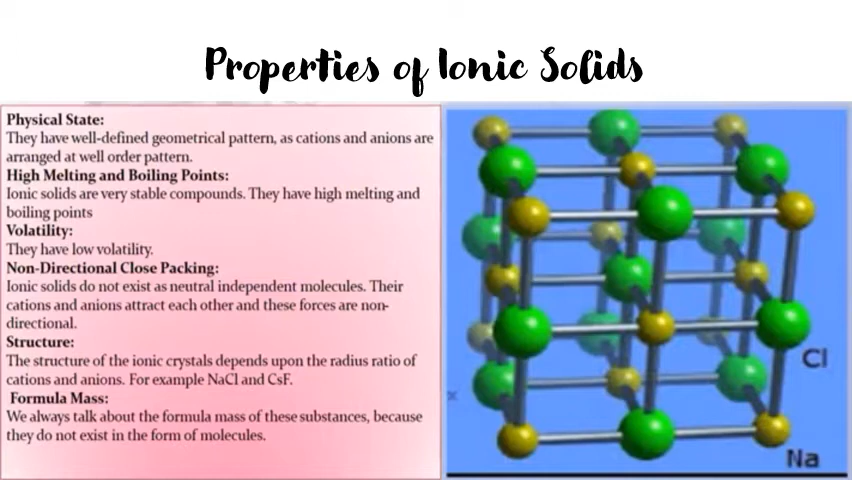 Properties of Ionic Solids
Physical State:
They have well-defined geometrical pattern, as cations and anions are
arranged at well order pattern.
High Melting and Boiling Points:
Ionic solids are very stable compounds. They have high melting and
boiling points
Volatility:
They have low volatility.
Non-Directional Close Packing:
Ionic solids do not exist as neutral independent molecules. Their
cations and anions attract each other and these forces are non-
directional.
Structure:
The structure of the ionic crystals depends upon the radius ratio of
cations and anions. For example NaCl and CsF.
Formula Mass:
We always talk about the formula mass of these substances, because
they do not exist in the form of molecules.
Cl
x
Na